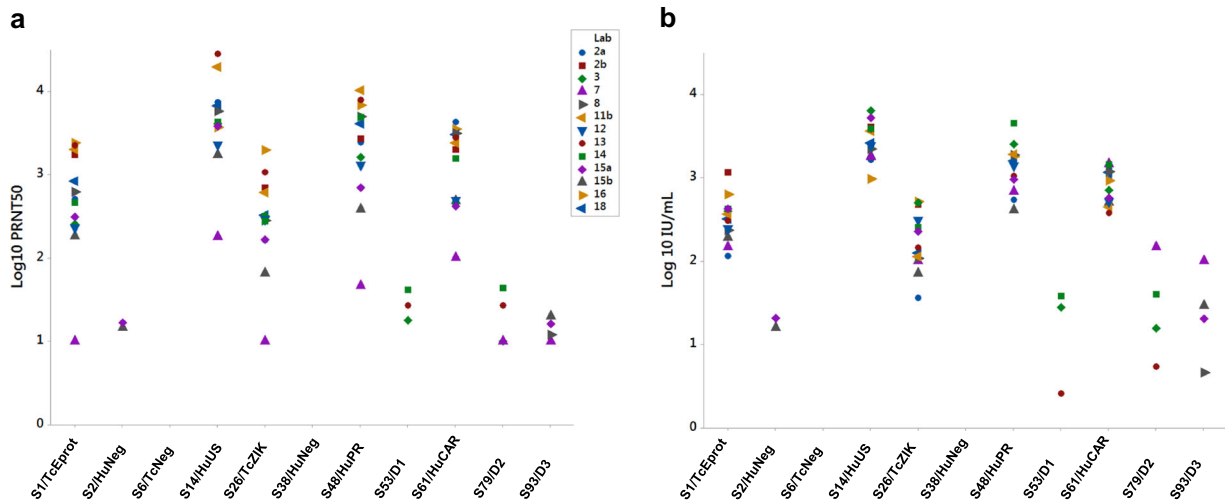 a
Log10 PRNT50
4
3
2
1
0
S1/TcEprot
S2/HuNeg
S6/TcNeg
S14/HuUS
S26/TcZIK
S38/HuNeg
S48/HuPR
S53/D1
S61/HuCAR
S79/D2
S93/D3
Lab
2a
2b
3
7
8
11b
12
13
14
15a
15b
16
18
b
Log 10 IU/mL
4
3
2
1
0
S1/TcEprot
S2/HuNeg
S6/TcNeg
S14/HuUS
S26/TcZIK
S38/HuNeg
S48/HuPR
S53/D1
S61/HuCAR
S79/D2
S93/D3